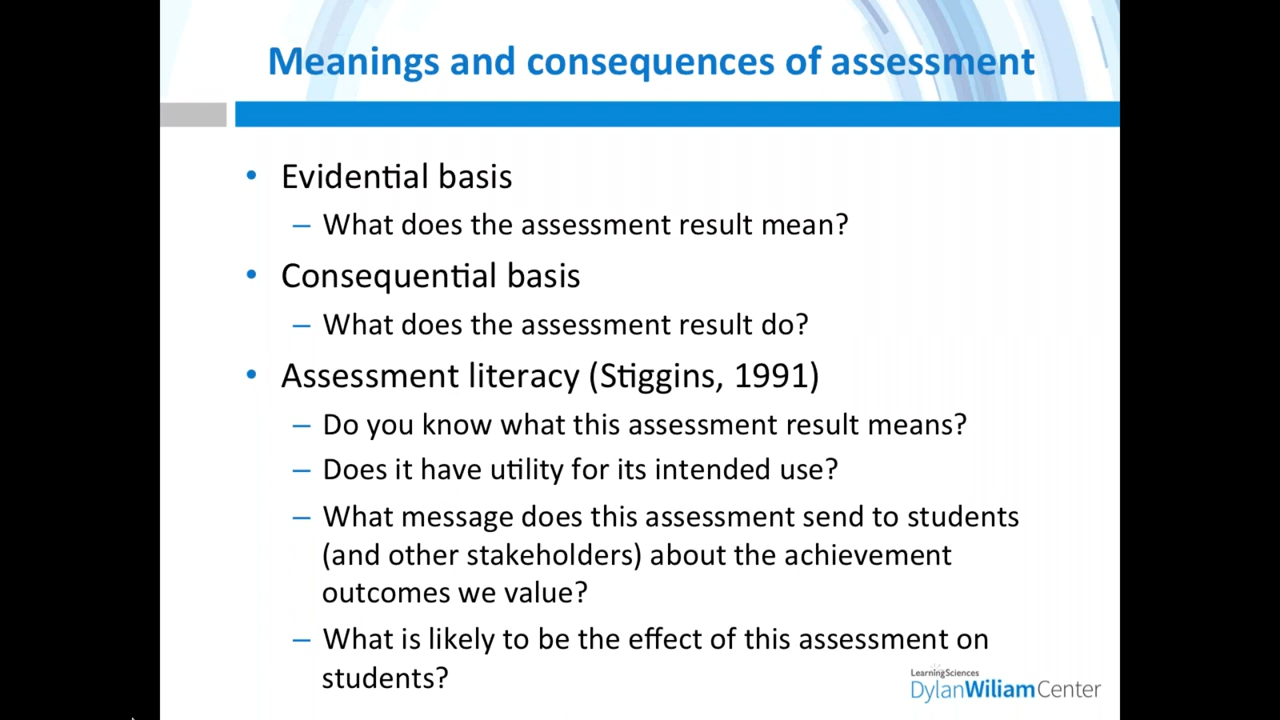 Meanings and consequences of assessment
• Evidential basis
– What does the assessment result mean?
• Consequential basis
– What does the assessment result do?
• Assessment literacy (Stiggins, 1991)
– Do you know what this assessment result means?
– Does it have utility for its intended use?
– What message does this assessment send to students
(and other stakeholders) about the achievement
outcomes we value?
– What is likely to be the effect of this assessment on
students?
LearningSciences
DylanWiliamCenter